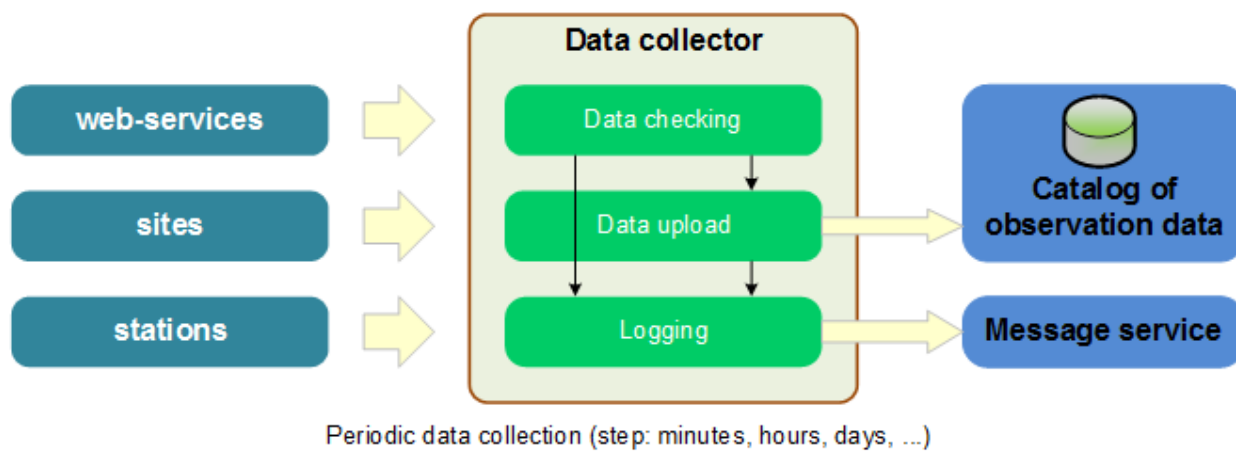 Data collector
web-services
Data checking
sites
Data upload
Catalog of
observation data
stations
Logging
Message service
Periodic data collection (step: minutes, hours, days, ...)